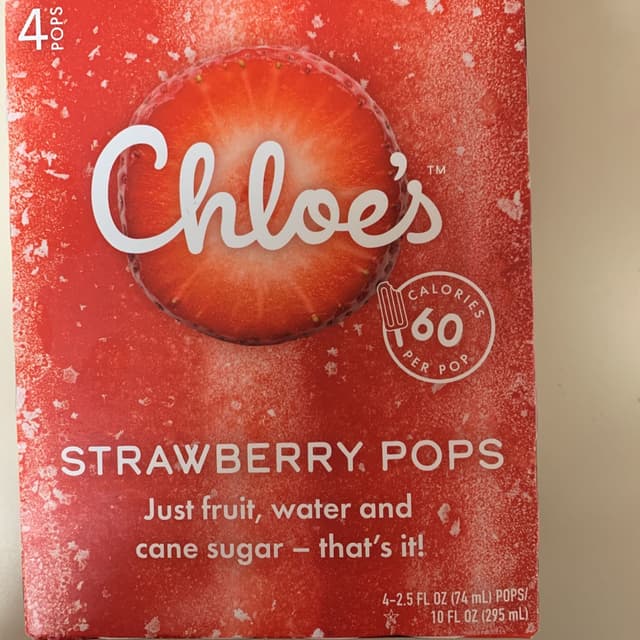 4 POPS
Chloe's™
CALORIES
60
PER POP
STRAWBERRY POPS
Just fruit, water and
cane sugar – that's it!
4-2.5 FL OZ (74 mL) POPS/
10 FL OZ (295 mL)